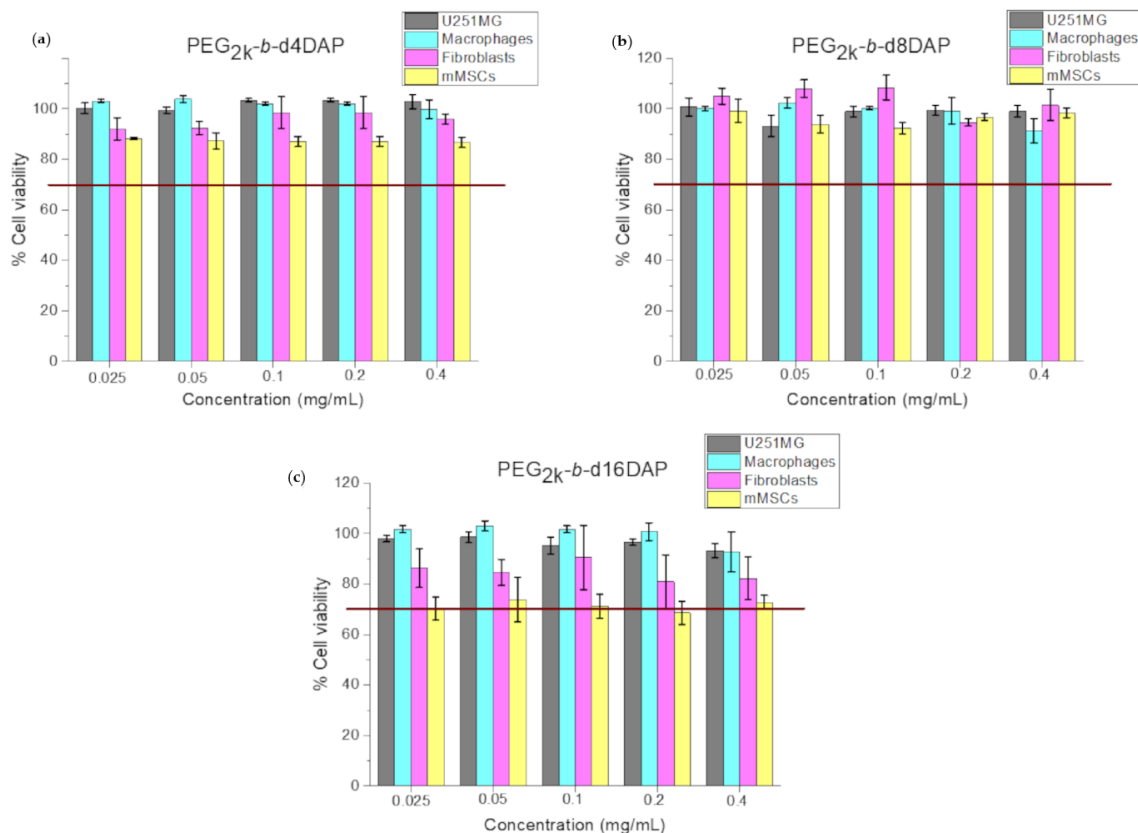 (a)
PEG2k-b-d4DAP
U251MG
Macrophages
Fibroblasts
mMSCs
% Cell viability
100
80
60
40
20
0
0.025 0.05 0.1 0.2 0.4
Concentration (mg/mL)
(b)
PEG2k-b-d8DAP
U251MG
Macrophages
Fibroblasts
mMSCs
% Cell viability
120
100
80
60
40
20
0
0.025 0.05 0.1 0.2 0.4
Concentration (mg/mL)
(c)
PEG2k-b-d16DAP
U251MG
Macrophages
Fibroblasts
mMSCs
% Cell viability
120
100
80
60
40
20
0
0.025 0.05 0.1 0.2 0.4
Concentration (mg/mL)